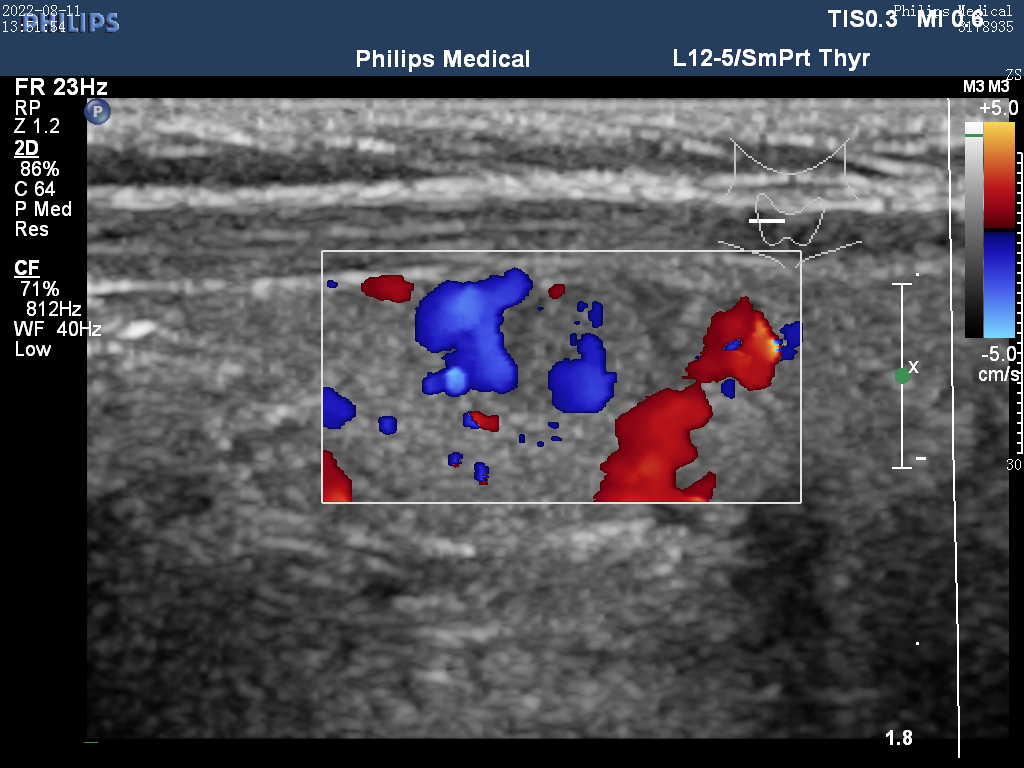 2022-08-11
13:51:54
PHILIPS
TIS0.3 MI 0.6
Philips Medical
Philips Medical
L12-5/SmPrt Thyr
FR 23Hz
RP
Z 1.2
2D
86%
C 64
P Med
Res
CF
71%
812Hz
WF 40Hz
Low
P
M3 M3
+5.0
-5.0
cm/s
x
30
1.8